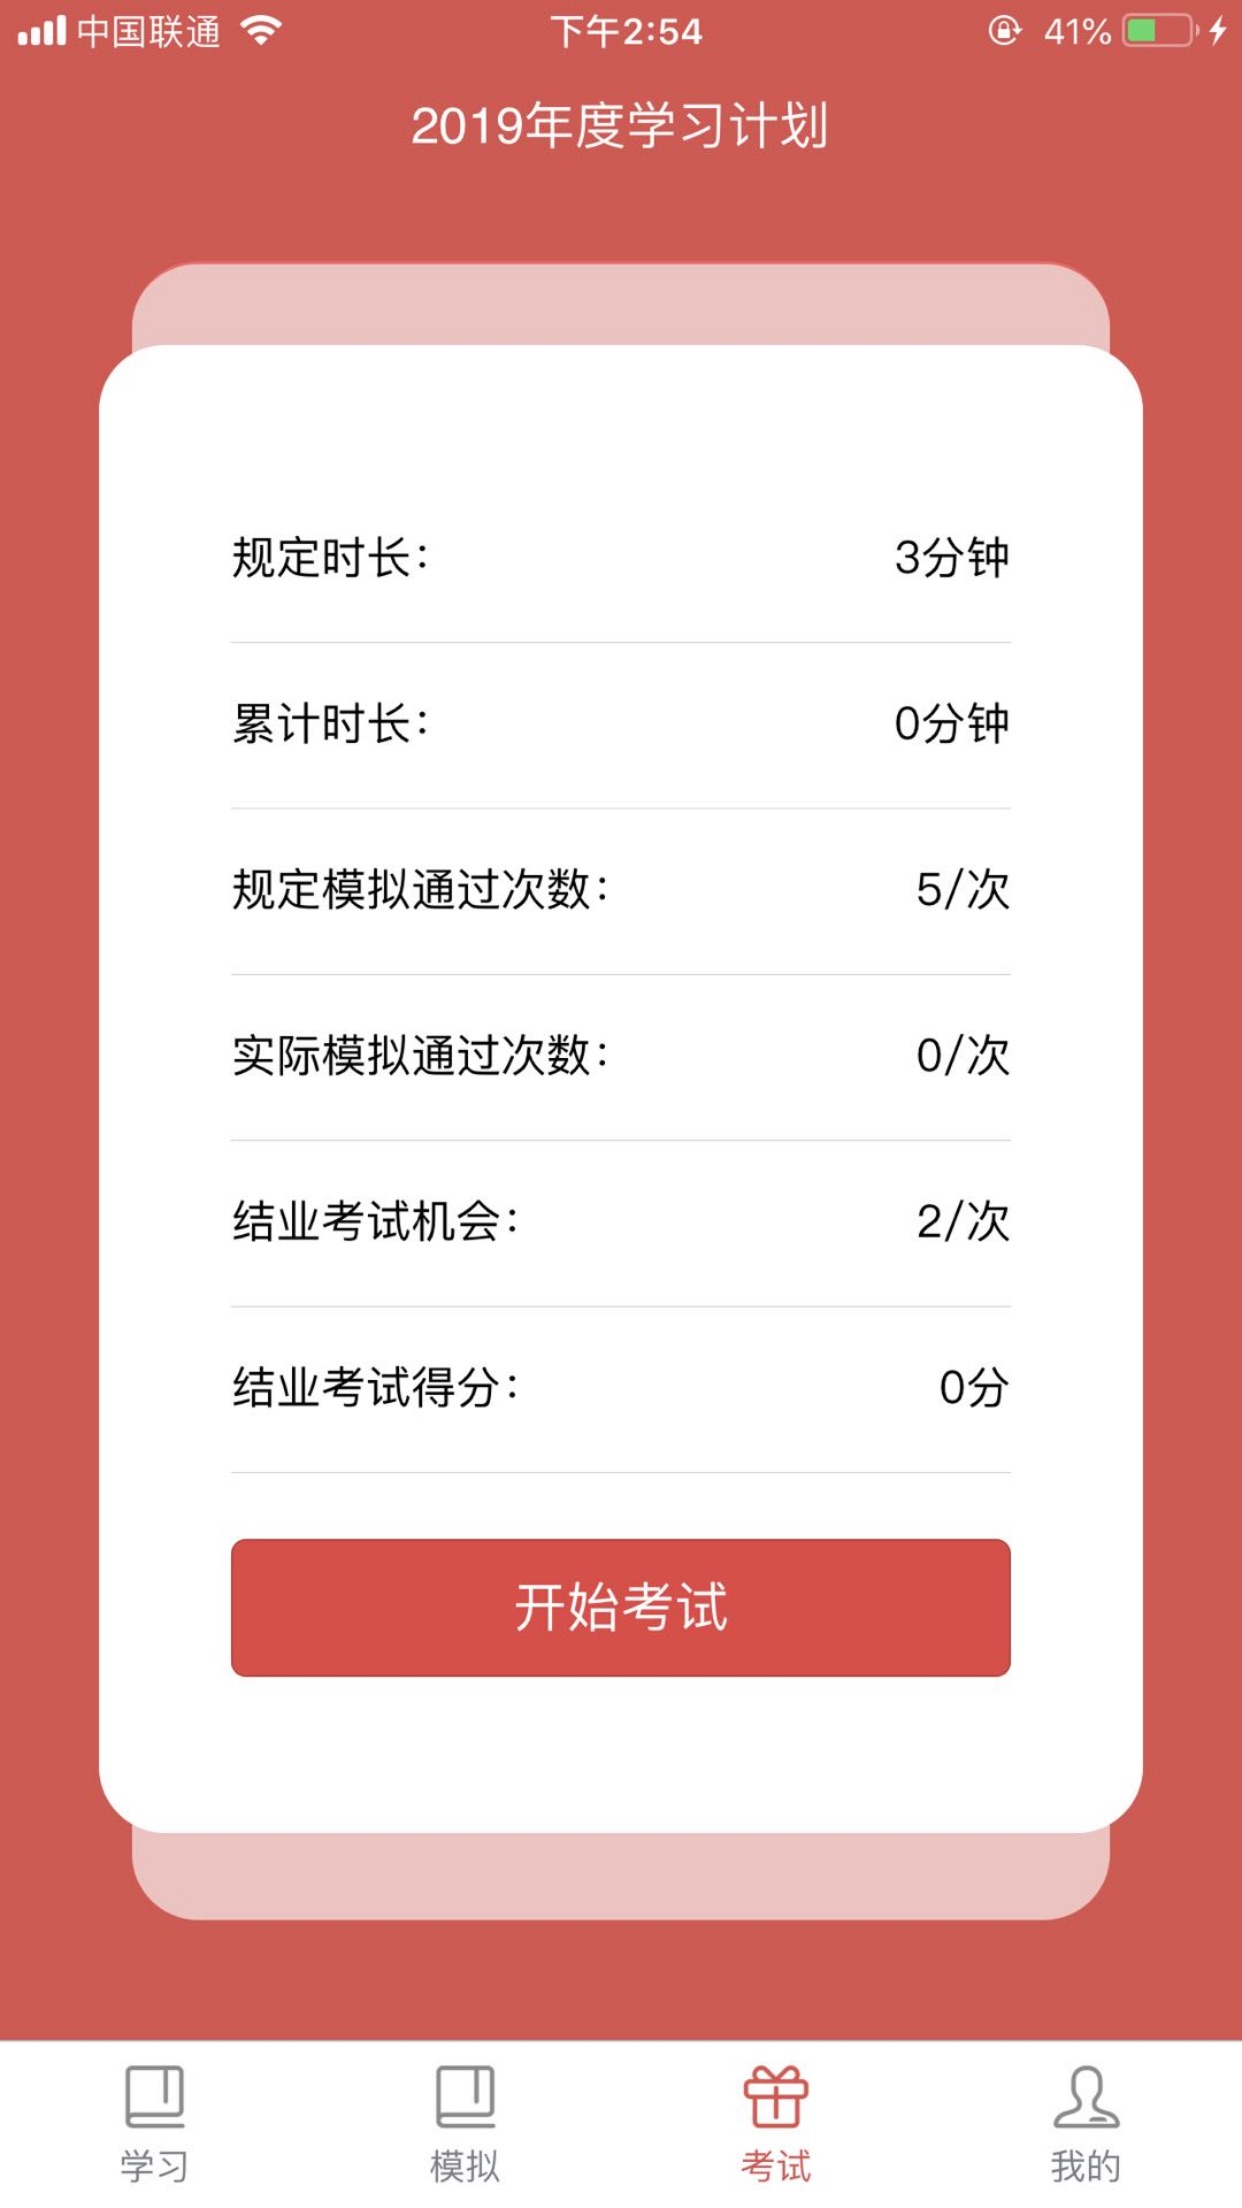 中国联通 下午2:54 41%
2019年度学习计划
规定时长: 3分钟
累计时长: 0分钟
规定模拟通过次数: 5/次
实际模拟通过次数: 0/次
结业考试机会: 2/次
结业考试得分: 0分
开始考试
学习 模拟 考试 我的